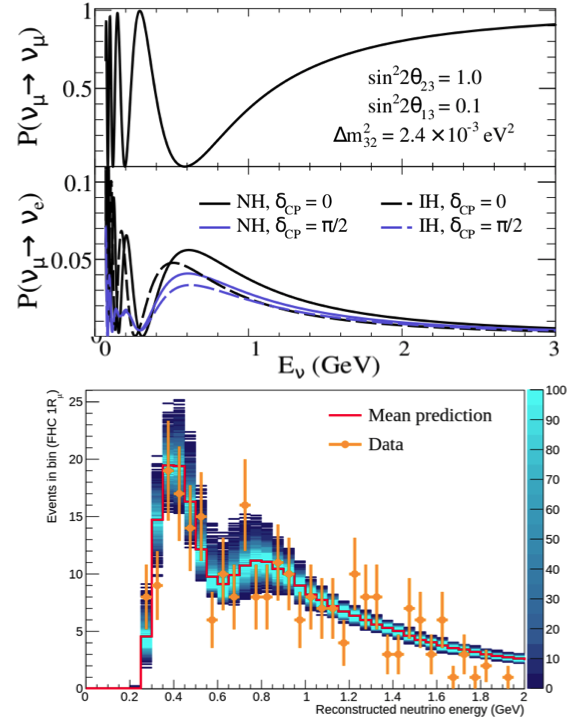 P(ν_μ→ ν_μ)
1
0.5
sin²2θ₂₃ = 1.0
sin²2θ₁₃ = 0.1
Δm²₃₂ = 2.4 × 10⁻³ eV²
P(ν_μ→ ν_e)
0.1
0.05
0
NH, δ_CP = 0
IH, δ_CP = 0
NH, δ_CP = π/2
IH, δ_CP = π/2
1
2
3
E_ν (GeV)
Events in bin (FHC 1R_μ)
25
20
15
10
5
0
Mean prediction
Data
100
90
80
70
60
50
40
30
20
10
0
0.0 0.2 0.4 0.6 0.8 1.0 1.2 1.4 1.6 1.8 2
Reconstructed neutrino energy (GeV)